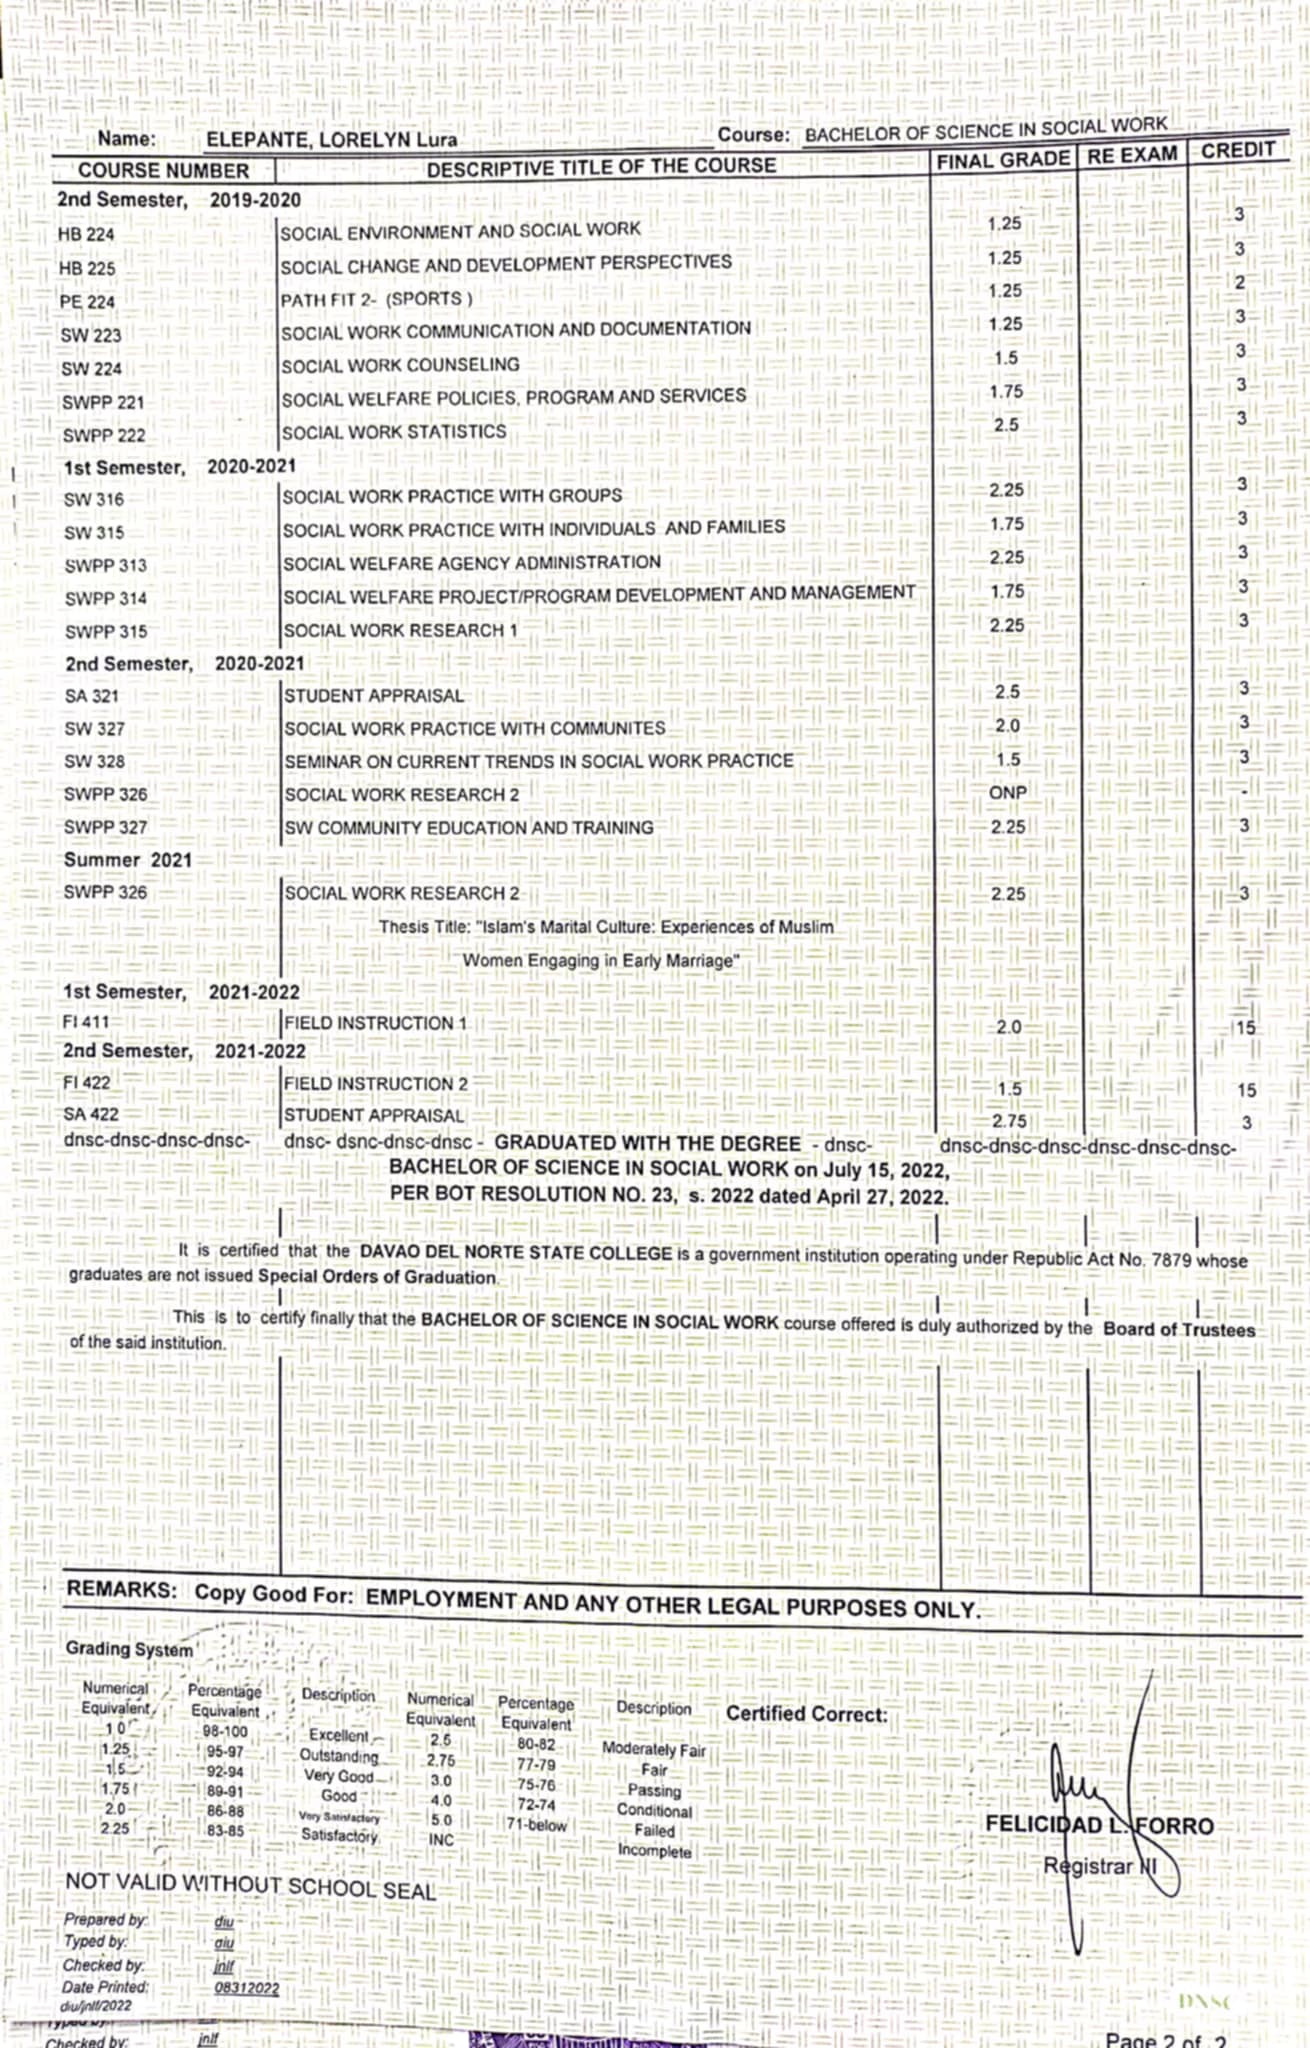 Name: ELEPANTE, LORELYN Lura Course: BACHELOR OF SCIENCE IN SOCIAL WORK
COURSE NUMBER DESCRIPTIVE TITLE OF THE COURSE FINAL GRADE RE EXAM CREDIT
2nd Semester, 2019-2020
HB 224 SOCIAL ENVIRONMENT AND SOCIAL WORK 1.25 3
HB 225 SOCIAL CHANGE AND DEVELOPMENT PERSPECTIVES 1.25 3
PE 224 PATH FIT 2- (SPORTS ) 1.25 2
SW 223 SOCIAL WORK COMMUNICATION AND DOCUMENTATION 1.25 3
SW 224 SOCIAL WORK COUNSELING 1.5 3
SWPP 221 SOCIAL WELFARE POLICIES, PROGRAM AND SERVICES 1.75 3
SWPP 222 SOCIAL WORK STATISTICS 2.5 3
1st Semester, 2020-2021
SW 316 SOCIAL WORK PRACTICE WITH GROUPS 2.25 3
SW 315 SOCIAL WORK PRACTICE WITH INDIVIDUALS AND FAMILIES 1.75 3
SWPP 313 SOCIAL WELFARE AGENCY ADMINISTRATION 2.25 3
SWPP 314 SOCIAL WELFARE PROJECT/PROGRAM DEVELOPMENT AND MANAGEMENT 1.75 3
SWPP 315 SOCIAL WORK RESEARCH 1 2.25 3
2nd Semester, 2020-2021
SA 321 STUDENT APPRAISAL 2.5 3
SW 327 SOCIAL WORK PRACTICE WITH COMMUNITES 2.0 3
SW 328 SEMINAR ON CURRENT TRENDS IN SOCIAL WORK PRACTICE 1.5 3
SWPP 326 SOCIAL WORK RESEARCH 2 ONP -
SWPP 327 SW COMMUNITY EDUCATION AND TRAINING 2.25 3
Summer 2021
SWPP 326 SOCIAL WORK RESEARCH 2 2.25 3
Thesis Title: "Islam's Marital Culture: Experiences of Muslim
Women Engaging in Early Marriage"
1st Semester, 2021-2022
FI 411 FIELD INSTRUCTION 1 2.0 15
2nd Semester, 2021-2022
FI 422 FIELD INSTRUCTION 2 1.5 15
SA 422 STUDENT APPRAISAL 2.75 3
dnsc-dnsc-dnsc-dnsc- dnsc- dsnc-dnsc-dnsc - GRADUATED WITH THE DEGREE - dnsc- dnsc-dnsc-dnsc-dnsc-dnsc-dnsc-
BACHELOR OF SCIENCE IN SOCIAL WORK on July 15, 2022,
PER BOT RESOLUTION NO. 23, s. 2022 dated April 27, 2022.
It is certified that the DAVAO DEL NORTE STATE COLLEGE is a government institution operating under Republic Act No. 7879 whose
graduates are not issued Special Orders of Graduation.
This is to certify finally that the BACHELOR OF SCIENCE IN SOCIAL WORK course offered is duly authorized by the Board of Trustees
of the said institution.
REMARKS: Copy Good For: EMPLOYMENT AND ANY OTHER LEGAL PURPOSES ONLY.
Grading System
Numerical Percentage Description Numerical Percentage Description Certified Correct:
Equivalent Equivalent Equivalent Equivalent
1.0 98-100 Excellent 2.5 80-82 Moderately Fair
1.25 95-97 Outstanding 2.75 77-79 Fair
1.5 92-94 Very Good 3.0 75-76 Passing
1.75 89-91 Good 4.0 72-74 Conditional
2.0 86-88 Very Satisfactory 5.0 71-below Failed
2.25 83-85 Satisfactory INC Incomplete
FELICIDAD L. FORRO
Registrar III
NOT VALID WITHOUT SCHOOL SEAL
Prepared by: diu
Typed by: diu
Checked by: jnlf
Date Printed: 08312022
diu/jnlf/2022
DNSC
Typed by:
Checked by: jnlf
Page 2 of 2